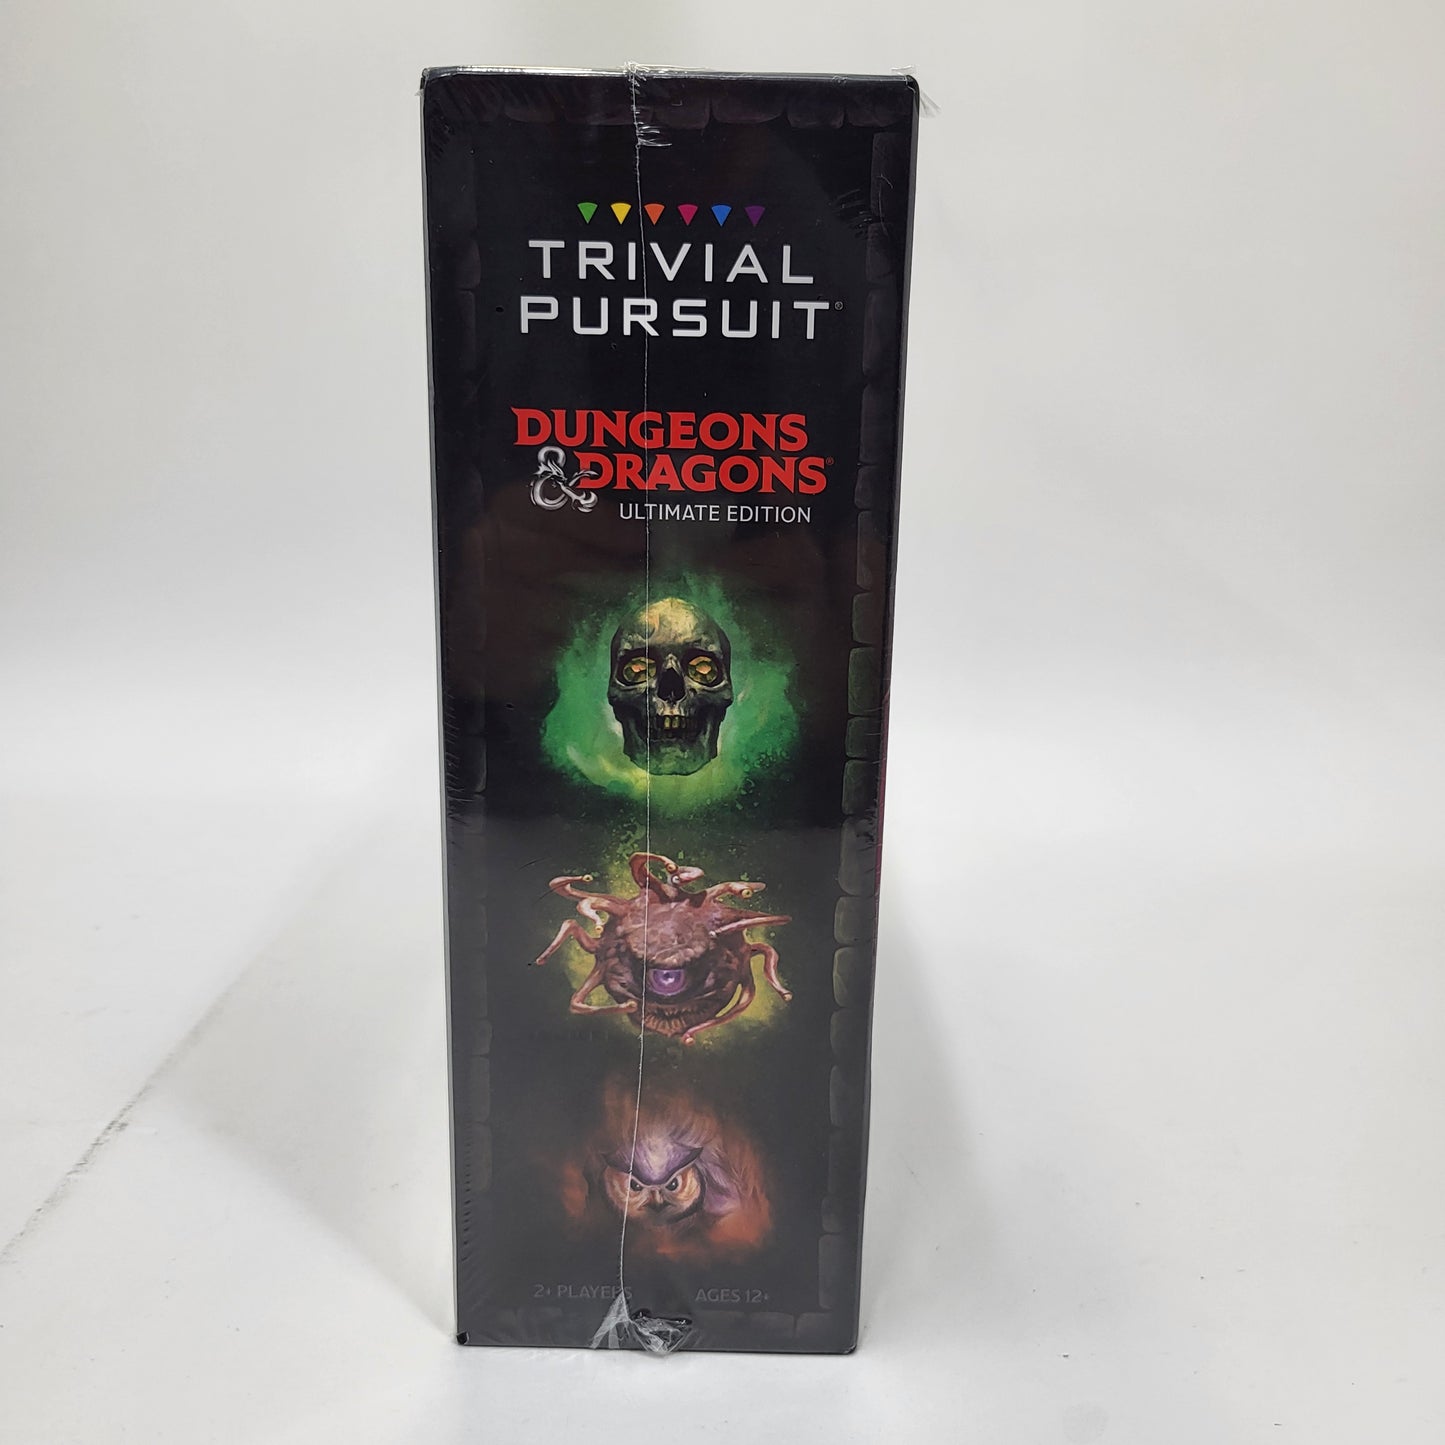 TRIVIAL
PURSUIT®
DUNGEONS
& DRAGONS®
ULTIMATE EDITION
2+ PLAYERS AGES 12+